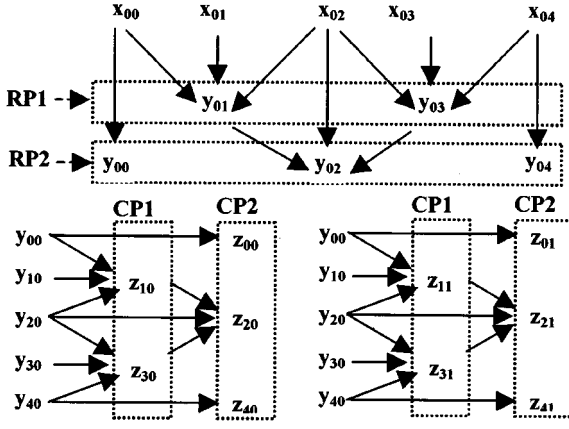 x00 x01 x02 x03 x04
RP1 y01 y03
RP2 y00 y02 y04
CP1 CP2 CP1 CP2
y00 z00 y00 z01
y10 z10 y10 z11
y20 z20 y20 z21
y30 z30 y30 z31
y40 z40 y40 z41